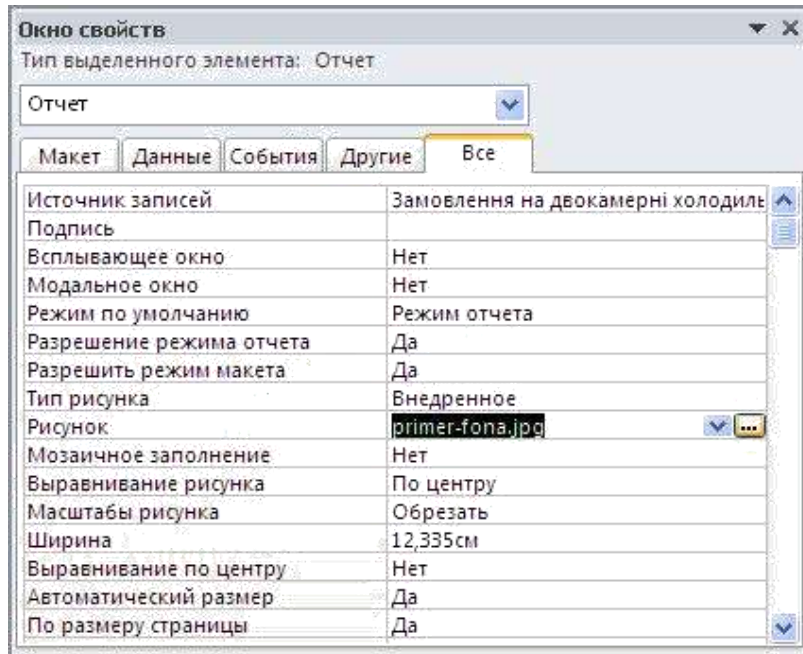 Окно свойств
Тип выделенного элемента: Отчет
Отчет
Макет Данные События Другие Все
Источник записей Замовлення на двокамерні холодиль
Подпись
Всплывающее окно Нет
Модальное окно Нет
Режим по умолчанию Режим отчета
Разрешение режима отчета Да
Разрешить режим макета Да
Тип рисунка Внедренное
Рисунок primer-fona.jpg ...
Мозаичное заполнение Нет
Выравнивание рисунка По центру
Масштабы рисунка Обрезать
Ширина 12,335см
Выравнивание по центру Нет
Автоматический размер Да
По размеру страницы Да